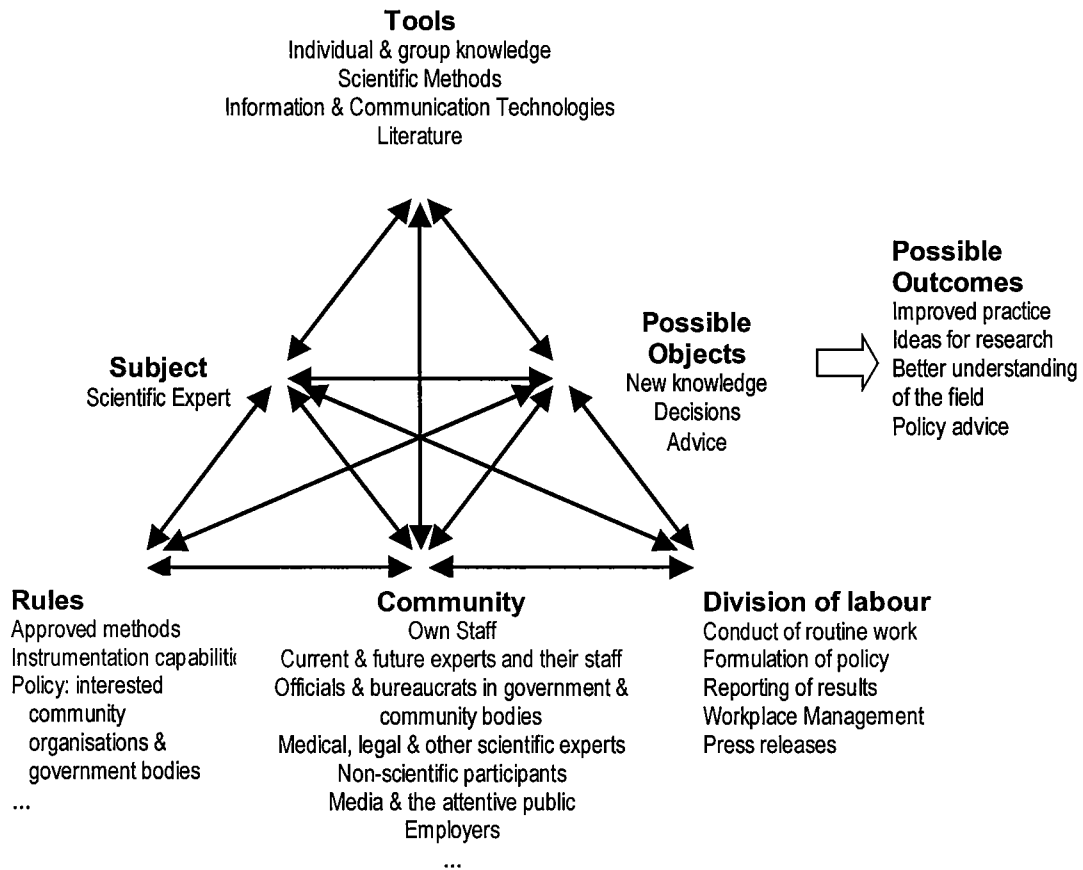 Tools
Individual & group knowledge
Scientific Methods
Information & Communication Technologies
Literature
Possible
Outcomes
Improved practice
Ideas for research
Better understanding
of the field
Policy advice
Possible
Objects
New knowledge
Decisions
Advice
Subject
Scientific Expert
Rules
Approved methods
Instrumentation capabilitie
Policy: interested
community
organisations &
government bodies
...
Community
Own Staff
Current & future experts and their staff
Officials & bureaucrats in government &
community bodies
Medical, legal & other scientific experts
Non-scientific participants
Media & the attentive public
Employers
...
Division of labour
Conduct of routine work
Formulation of policy
Reporting of results
Workplace Management
Press releases